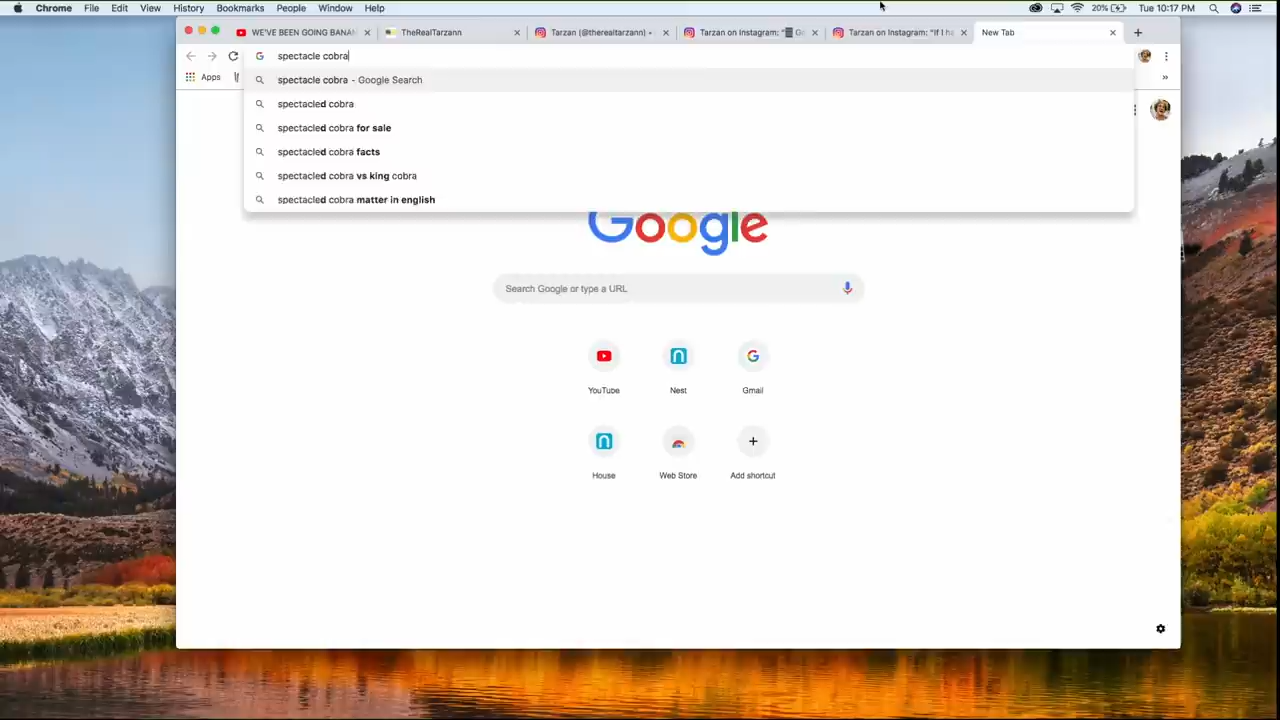 Chrome File Edit View History Bookmarks People Window Help 20% Tue 10:17 PM
WE'VE BEEN GOING BANAN TheRealTarzann Tarzan (@therealtarzann) • Tarzan on Instagram: " Tarzan on Instagram: "If I ha New Tab
spectacle cobra
Apps
spectacle cobra - Google Search
spectacled cobra
spectacled cobra for sale
spectacled cobra facts
spectacled cobra vs king cobra
spectacled cobra matter in english
Google
Search Google or type a URL
YouTube Nest Gmail
House Web Store Add shortcut